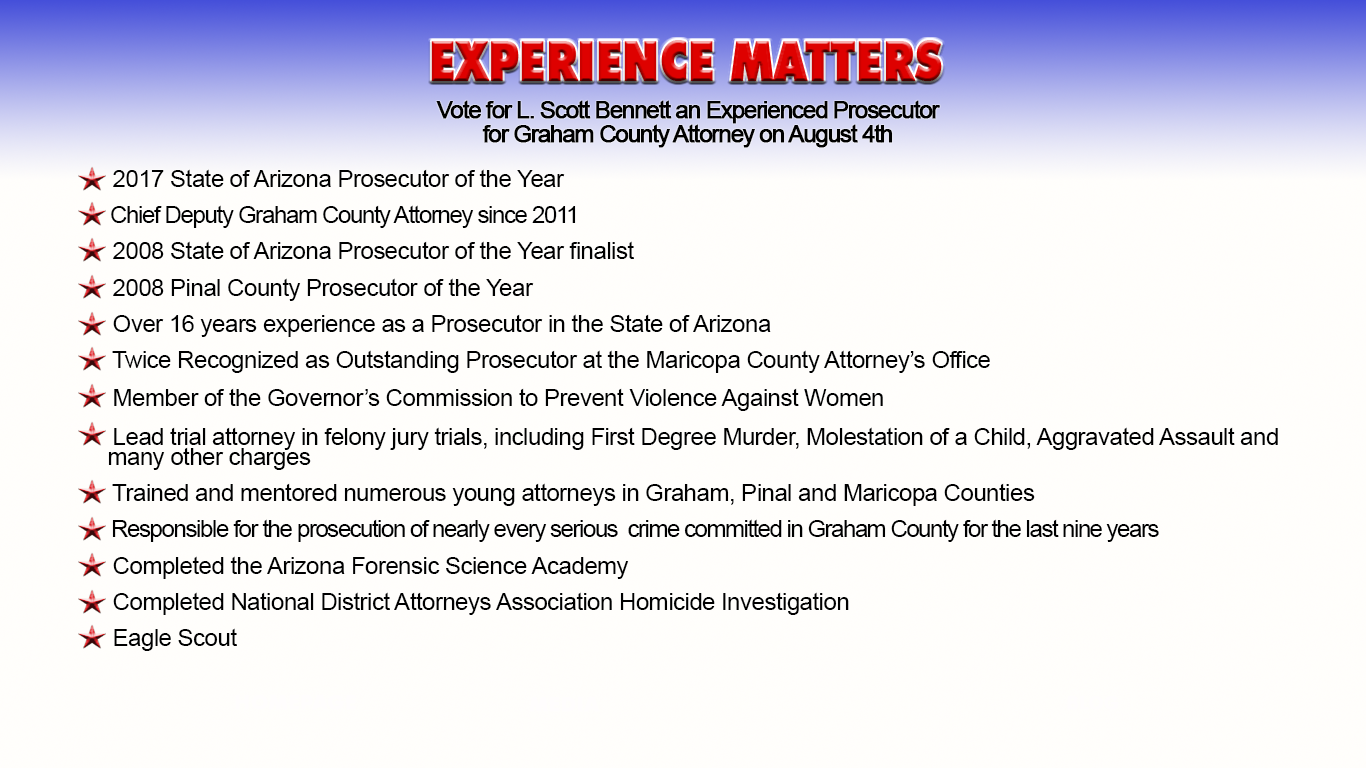 EXPERIENCE MATTERS
Vote for L. Scott Bennett an Experienced Prosecutor
for Graham County Attorney on August 4th
2017 State of Arizona Prosecutor of the Year
Chief Deputy Graham County Attorney since 2011
2008 State of Arizona Prosecutor of the Year finalist
2008 Pinal County Prosecutor of the Year
Over 16 years experience as a Prosecutor in the State of Arizona
Twice Recognized as Outstanding Prosecutor at the Maricopa County Attorney’s Office
Member of the Governor’s Commission to Prevent Violence Against Women
Lead trial attorney in felony jury trials, including First Degree Murder, Molestation of a Child, Aggravated Assault and
many other charges
Trained and mentored numerous young attorneys in Graham, Pinal and Maricopa Counties
Responsible for the prosecution of nearly every serious  crime committed in Graham County for the last nine years
Completed the Arizona Forensic Science Academy
Completed National District Attorneys Association Homicide Investigation
Eagle Scout